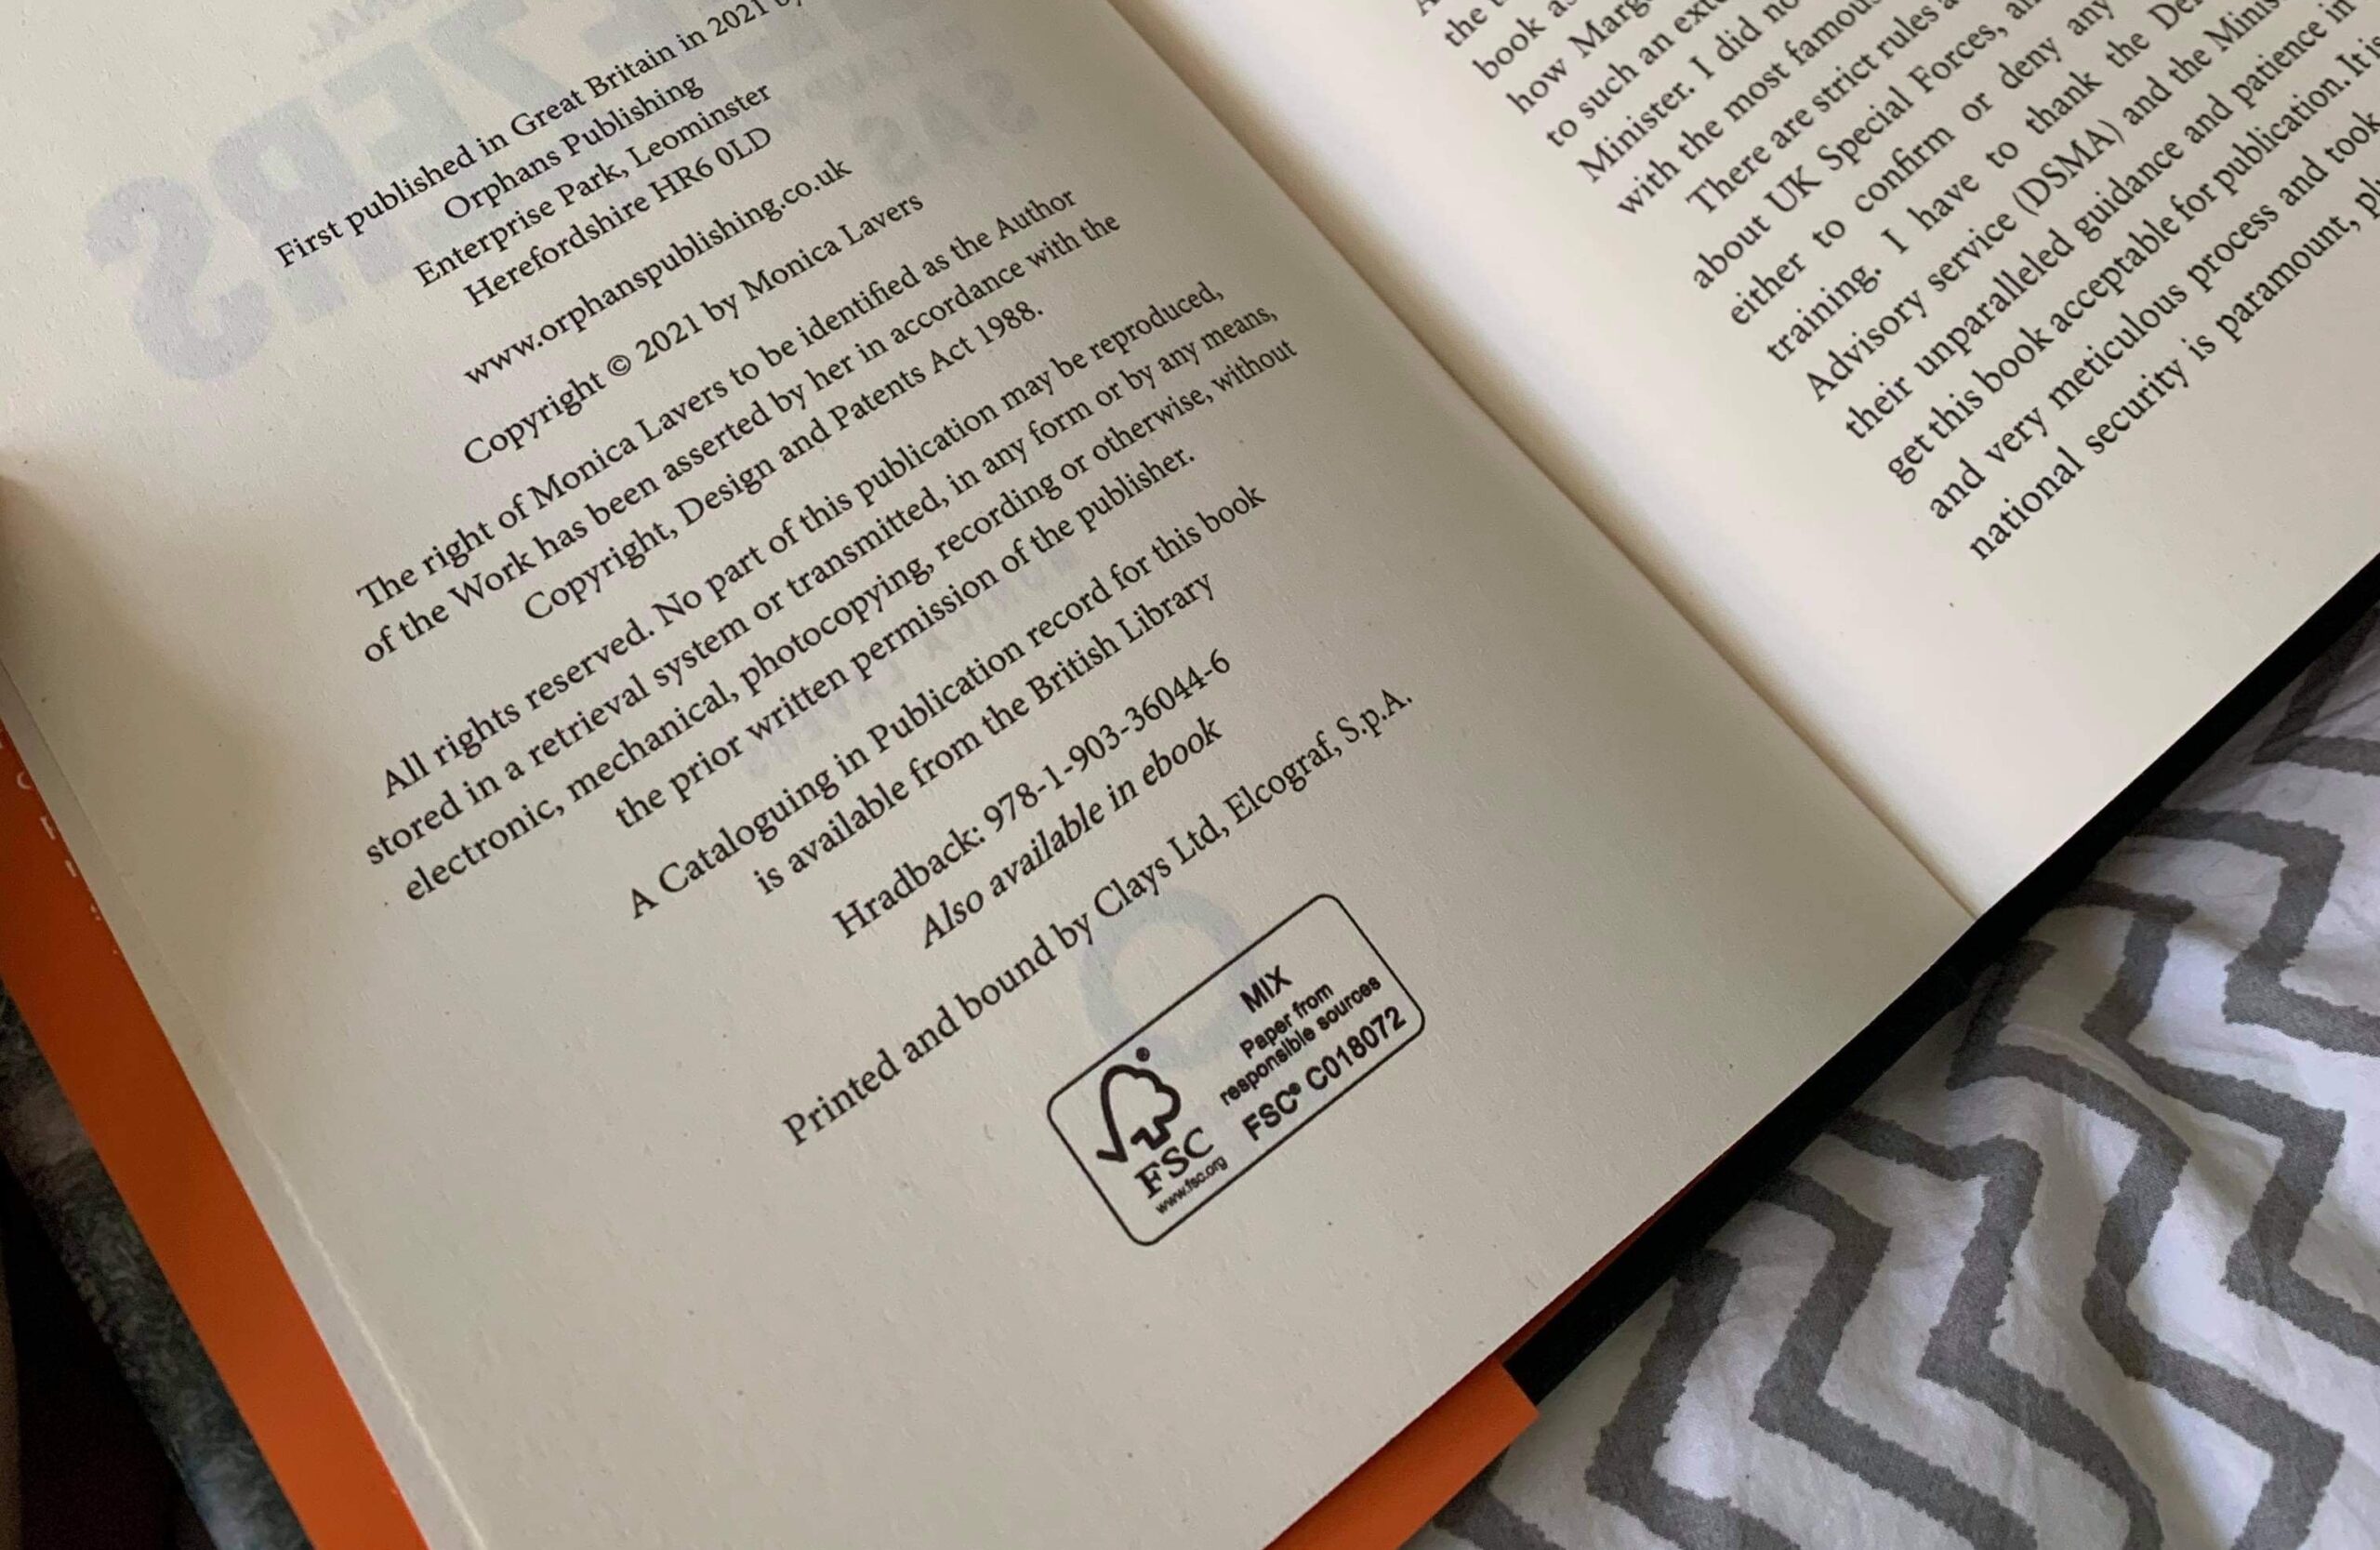 First published in Great Britain in 2021 by
Orphans Publishing
Enterprise Park, Leominster
Herefordshire HR6 0LD
www.orphanspublishing.co.uk
Copyright © 2021 by Monica Lavers
The right of Monica Lavers to be identified as the Author
of the Work has been asserted by her in accordance with the
Copyright, Design and Patents Act 1988.
All rights reserved. No part of this publication may be reproduced,
stored in a retrieval system or transmitted, in any form or by any means,
electronic, mechanical, photocopying, recording or otherwise, without
the prior written permission of the publisher.
A Cataloguing in Publication record for this book
is available from the British Library
Hradback: 978-1-903-36044-6
Also available in ebook
Printed and bound by Clays Ltd, Elcograf, S.p.A.
FSC
www.fsc.org
MIX
Paper from
responsible sources
FSC® C018072
the
book
how
to such an
Minister. I did
with the most famous
There are strict rules
about UK Special Forces,
either to confirm or deny any
training. I have to thank the
Advisory service (DSMA) and the
their unparalleled guidance and patience in
get this book acceptable for publication. It is
and very meticulous process and took
national security is paramount,